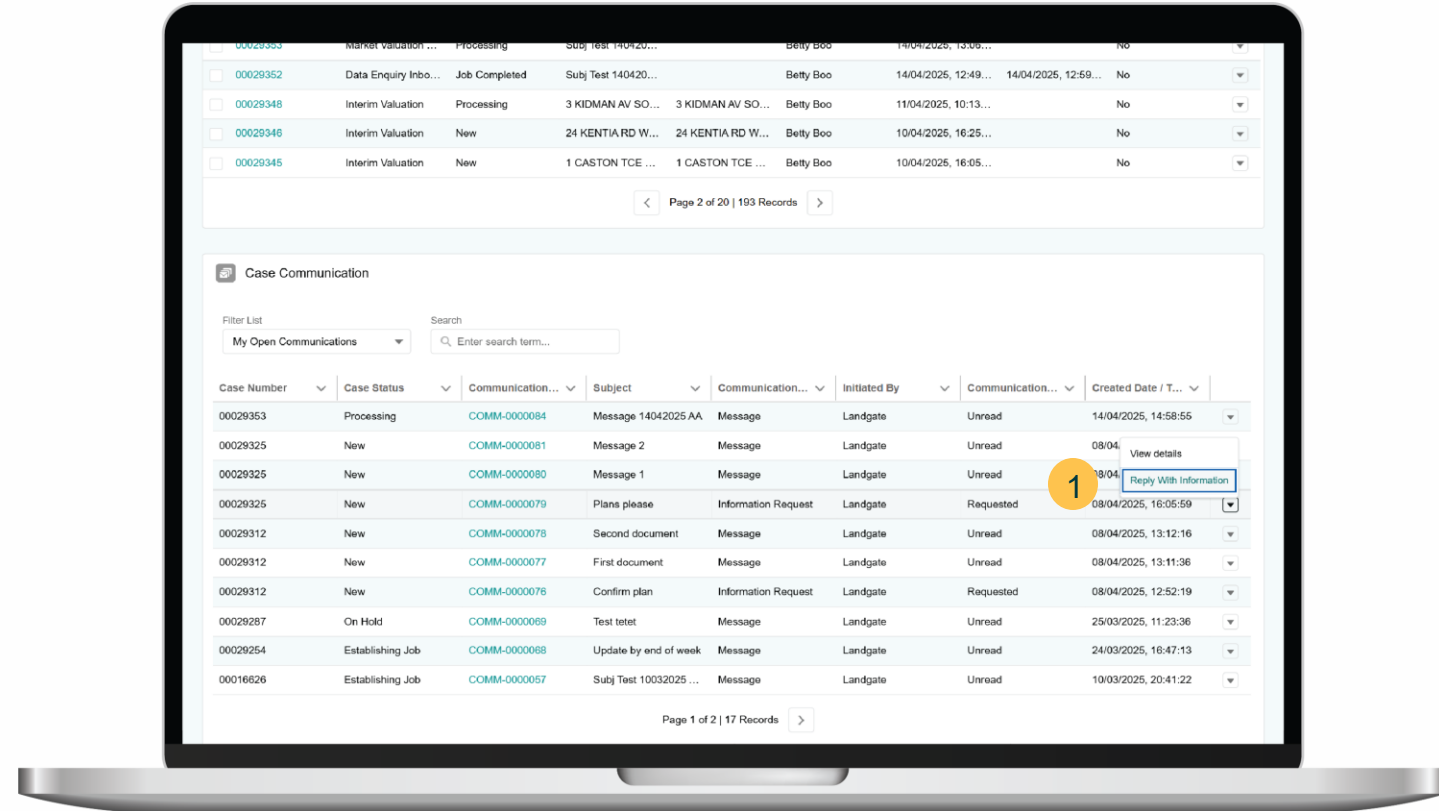 00029353 Market Valuation ... Processing Subj Test 140420... Betty Boo 14/04/2025, 13:06... No
00029352 Data Enquiry Inbo... Job Completed Subj Test 140420... Betty Boo 14/04/2025, 12:49... 14/04/2025, 12:59... No
00029348 Interim Valuation Processing 3 KIDMAN AV SO... 3 KIDMAN AV SO... Betty Boo 11/04/2025, 10:13... No
00029346 Interim Valuation New 24 KENTIA RD W... 24 KENTIA RD W... Betty Boo 10/04/2025, 16:25... No
00029345 Interim Valuation New 1 CASTON TCE ... 1 CASTON TCE ... Betty Boo 10/04/2025, 16:05... No
Page 2 of 20 | 193 Records
Case Communication
Filter List Search
My Open Communications Enter search term...
Case Number Case Status Communication... Subject Communication... Initiated By Communication... Created Date / T...
00029353 Processing COMM-0000084 Message 14042025 AA Message Landgate Unread 14/04/2025, 14:58:55
00029325 New COMM-0000081 Message 2 Message Landgate Unread 08/04
View details
00029325 New COMM-0000080 Message 1 Message Landgate Unread 08/04
1 Reply With Information
00029325 New COMM-0000079 Plans please Information Request Landgate Requested 08/04/2025, 16:05:59
00029312 New COMM-0000078 Second document Message Landgate Unread 08/04/2025, 13:12:16
00029312 New COMM-0000077 First document Message Landgate Unread 08/04/2025, 13:11:36
00029312 New COMM-0000076 Confirm plan Information Request Landgate Requested 08/04/2025, 12:52:19
00029287 On Hold COMM-0000069 Test tetet Message Landgate Unread 25/03/2025, 11:23:36
00029254 Establishing Job COMM-0000068 Update by end of week Message Landgate Unread 24/03/2025, 16:47:13
00016626 Establishing Job COMM-0000057 Subj Test 10032025 ... Message Landgate Unread 10/03/2025, 20:41:22
Page 1 of 2 | 17 Records